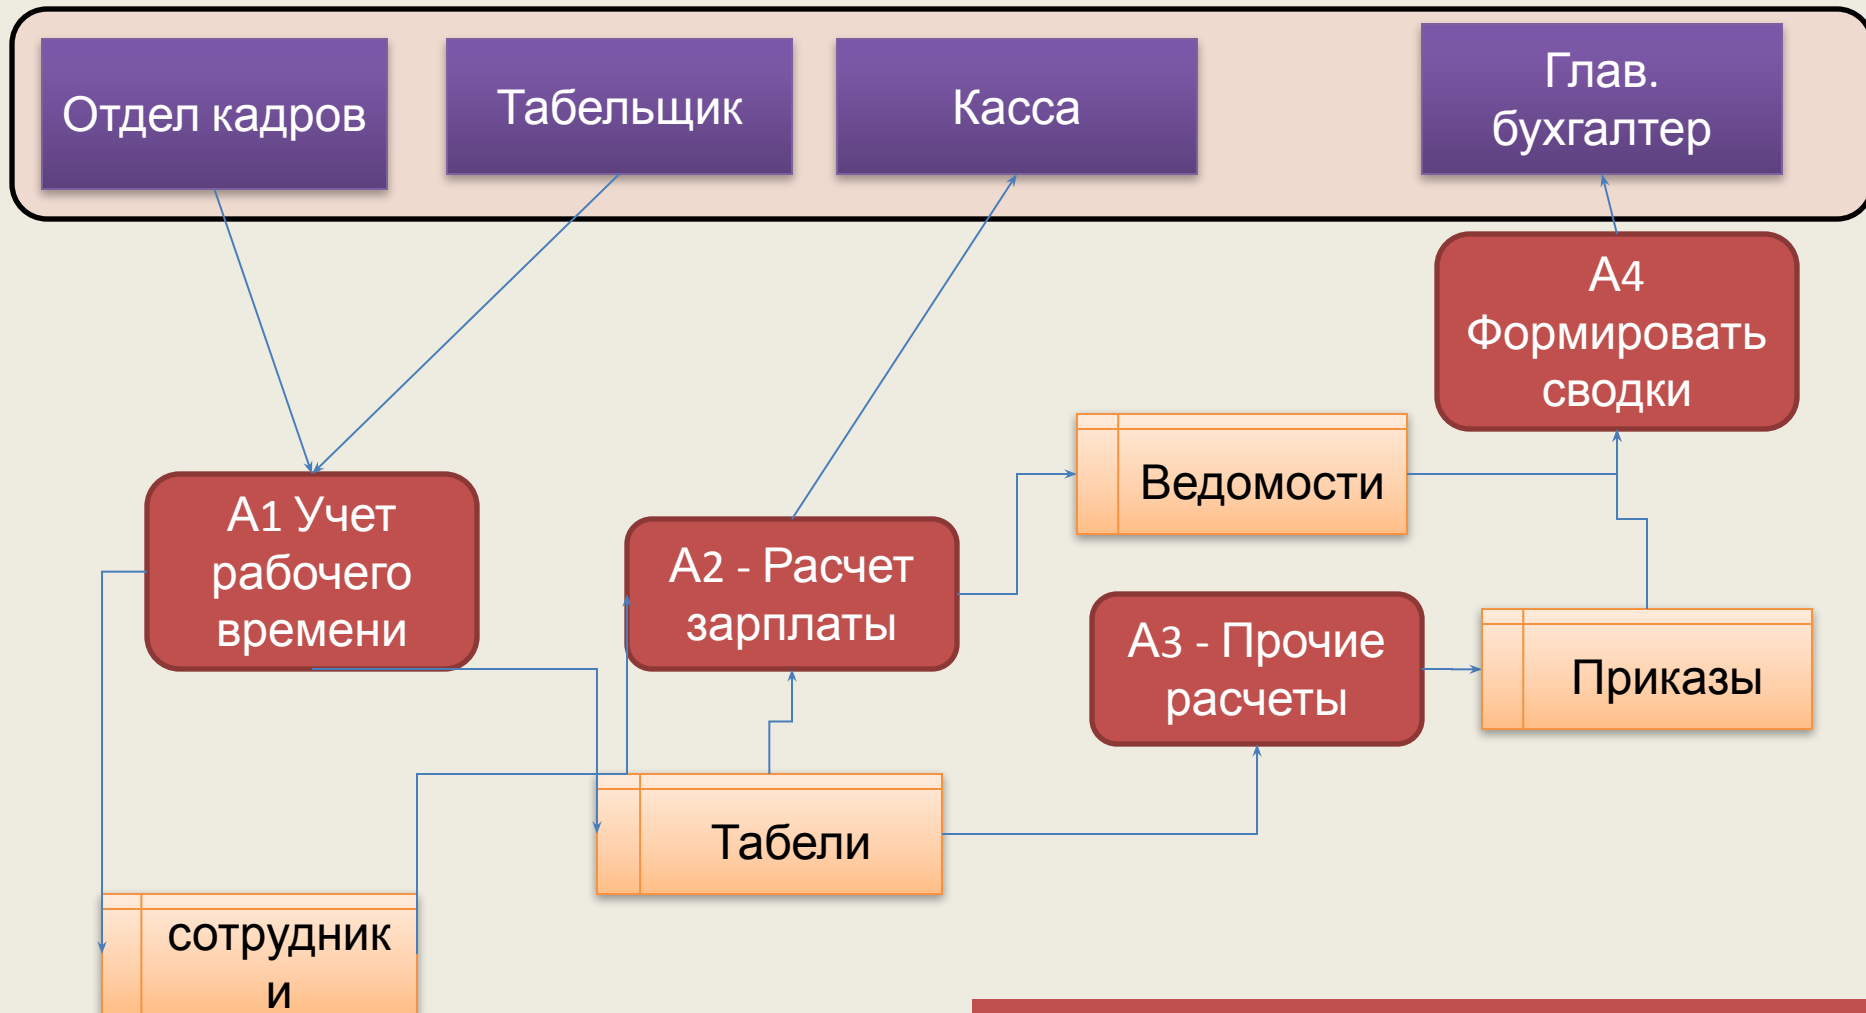 Отдел кадров
Табельщик
Касса
Глав.
бухгалтер
А4
Формировать
сводки
А1 Учет
рабочего
времени
А2 - Расчет
зарплаты
Ведомости
А3 - Прочие
расчеты
Приказы
Табели
сотрудник
и